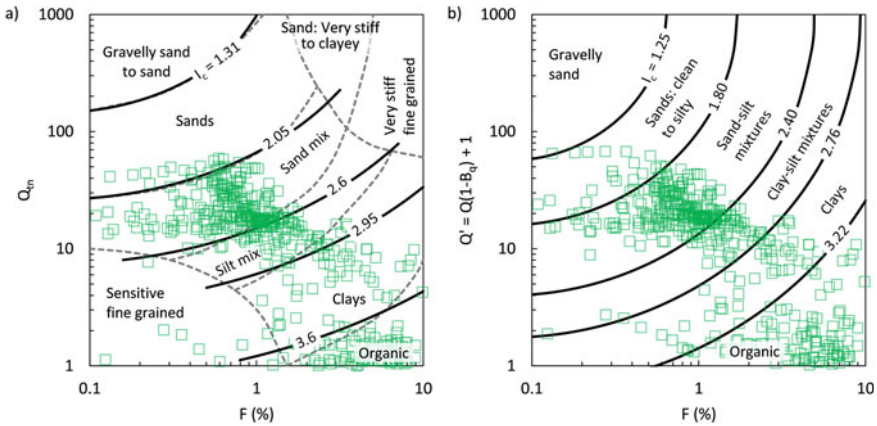 a)
1000
100
10
1
Qtn
Gravelly sand
to sand
Ic = 1.31
Sand: Very stiff
to clayey
Very stiff
fine grained
Sands
2.05
Sand mix
2.6
2.95
Silt mix
Sensitive
fine grained
Clays
3.6
Organic
0.1
1
10
F (%)
b)
1000
100
10
1
Q' = Q(1-Bq) + 1
Gravelly
sand
Ic = 1.25
Sands: clean
to silty
1.80
Sand-silt
mixtures
2.40
Clay-silt mixtures
2.76
Clays
3.22
Organic
0.1
1
10
F (%)